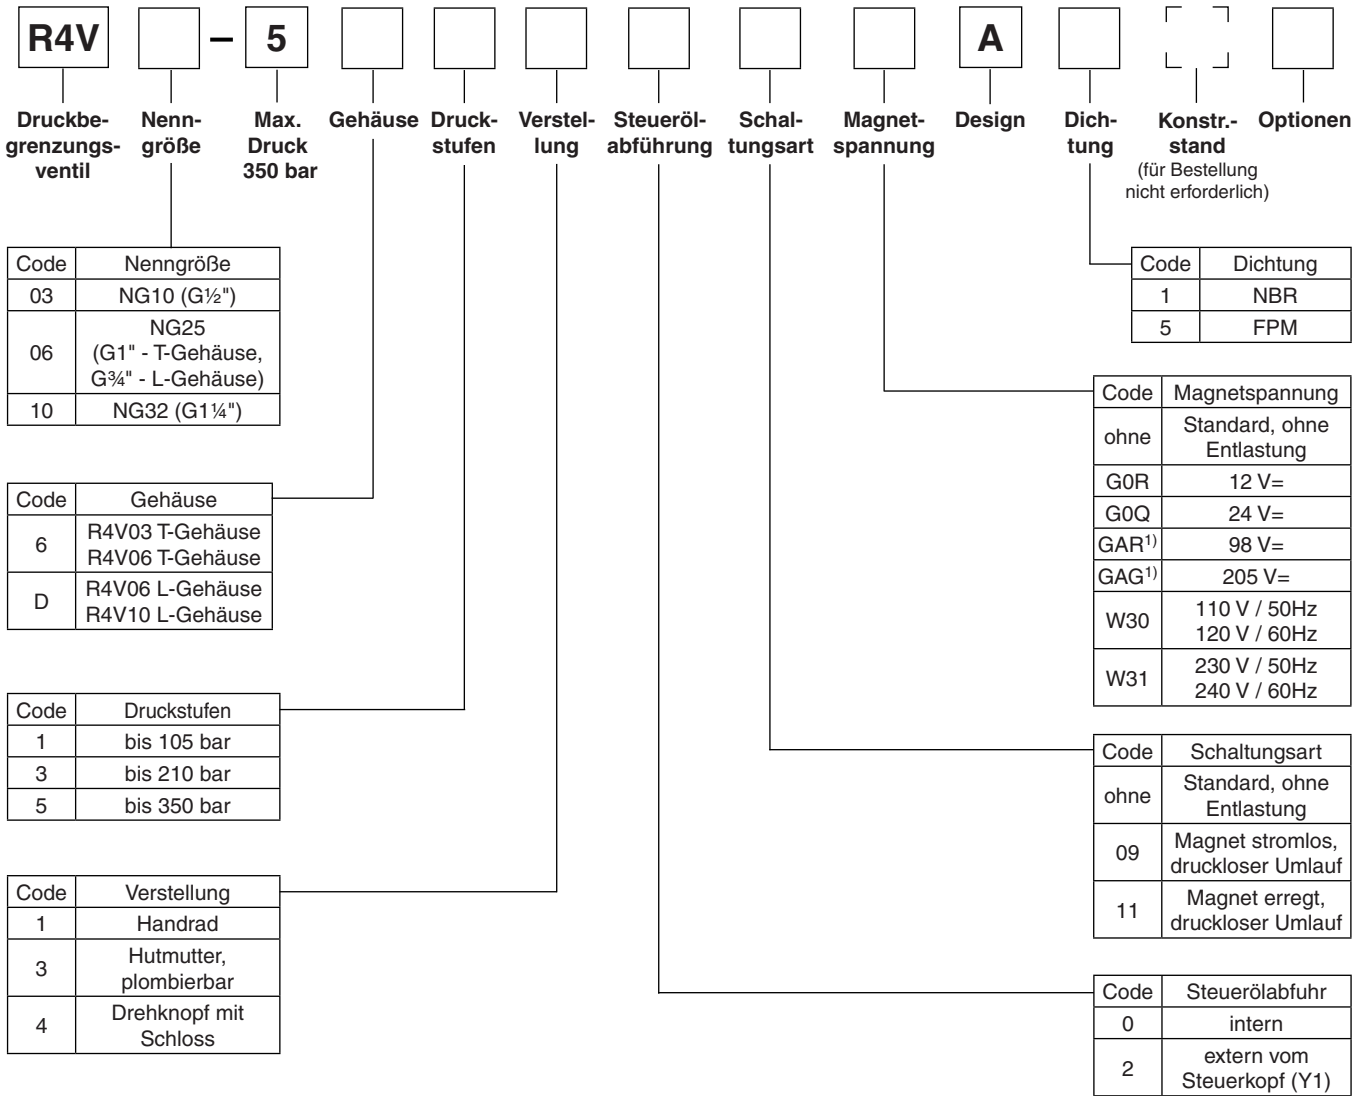 R4V – 5 A
Druckbe-
grenzungs-
ventil
Nenn-
größe
Max.
Druck
350 bar
Gehäuse
Druck-
stufen
Verstel-
lung
Steueröl-
abführung
Schal-
tungsart
Magnet-
spannung
Design
Dich-
tung
Konstr.-
stand
(für Bestellung
nicht erforderlich)
Optionen
Code Nenngröße
03 NG10 (G½")
06 NG25
(G1" - T-Gehäuse,
G¾" - L-Gehäuse)
10 NG32 (G1¼")
Code Gehäuse
6 R4V03 T-Gehäuse
R4V06 T-Gehäuse
D R4V06 L-Gehäuse
R4V10 L-Gehäuse
Code Druckstufen
1 bis 105 bar
3 bis 210 bar
5 bis 350 bar
Code Verstellung
1 Handrad
3 Hutmutter,
plombierbar
4 Drehknopf mit
Schloss
Code Dichtung
1 NBR
5 FPM
Code Magnetspannung
ohne Standard, ohne
Entlastung
G0R 12 V=
G0Q 24 V=
GAR1) 98 V=
GAG1) 205 V=
W30 110 V / 50Hz
120 V / 60Hz
W31 230 V / 50Hz
240 V / 60Hz
Code Schaltungsart
ohne Standard, ohne
Entlastung
09 Magnet stromlos,
druckloser Umlauf
11 Magnet erregt,
druckloser Umlauf
Code Steuerölabfuhr
0 intern
2 extern vom
Steuerkopf (Y1)